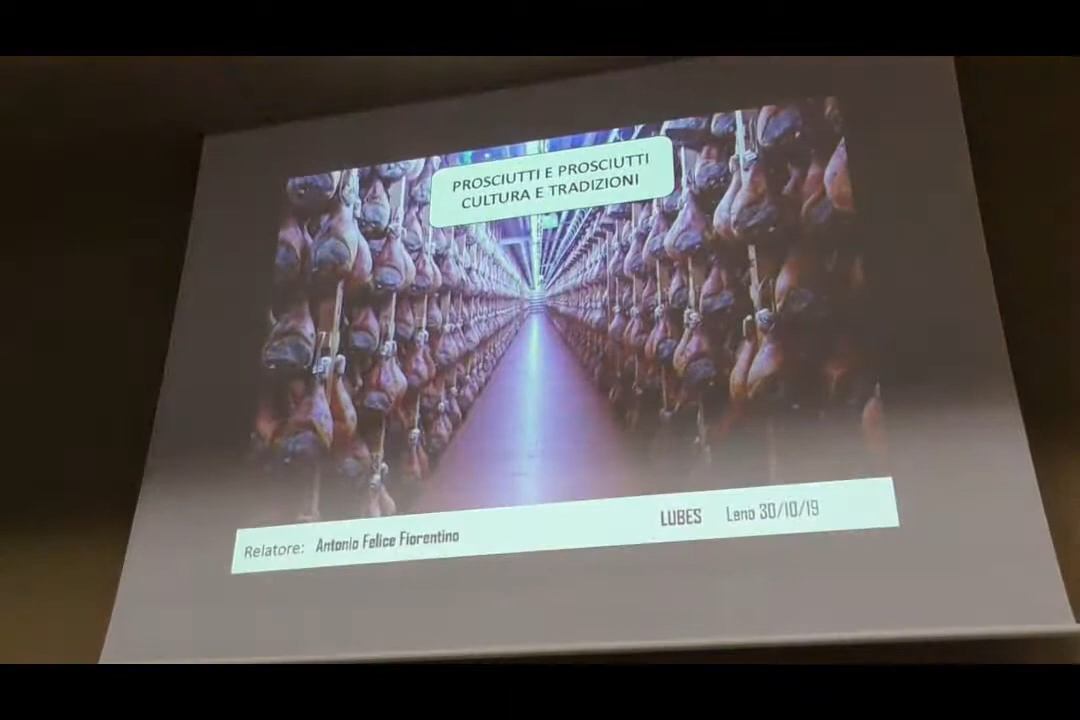 PROSCIUTTI E PROSCIUTTI
CULTURA E TRADIZIONI
Relatore: Antonio Felice Fiorentino LUBES Leno 30/10/19